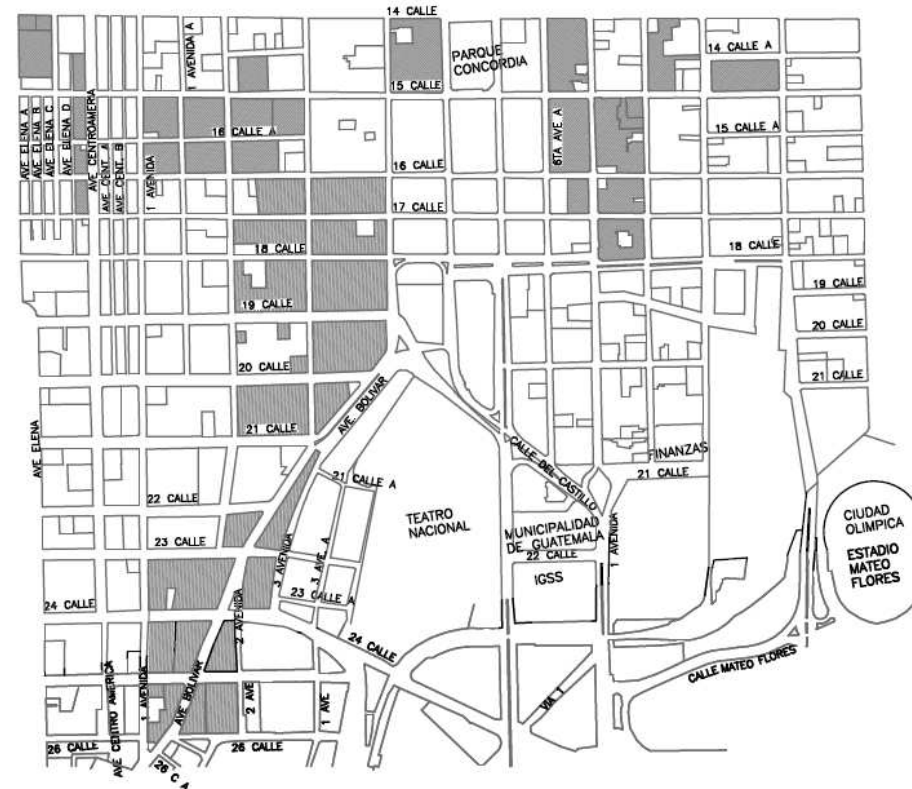 14 CALLE
1 AVENIDA A
PARQUE
CONCORDIA
14 CALLE A
15 CALLE
AVE ELENA A
AVE ELENA B
AVE ELENA C
AVE ELENA D
AVE CENTROAMERIA
AVE CENT. A
AVE CENT. B
1 AVENIDA
16 CALLE A
6TA AVE A
15 CALLE A
16 CALLE
17 CALLE
18 CALLE
18 CALLE
19 CALLE
19 CALLE
20 CALLE
20 CALLE
21 CALLE
AVE BOLIVAR
21 CALLE
AVE ELENA
CALLE DEL CASTILLO
FINANZAS
21 CALLE
21 CALLE A
22 CALLE
TEATRO
NACIONAL
MUNICIPALIDAD
DE GUATEMALA
22 CALLE
1 AVENIDA
CIUDAD
OLIMPICA
ESTADIO
MATEO
FLORES
23 CALLE
3 AVENIDA
3 AVE A
IGSS
23 CALLE A
24 CALLE
2 AVENIDA
24 CALLE
CALLE MATEO FLORES
AVE CENTRO AMERICA
1 AVENIDA
AVE BOLIVAR
2 AVE
1 AVE
VIA 1
26 CALLE
26 CALLE
26 C A